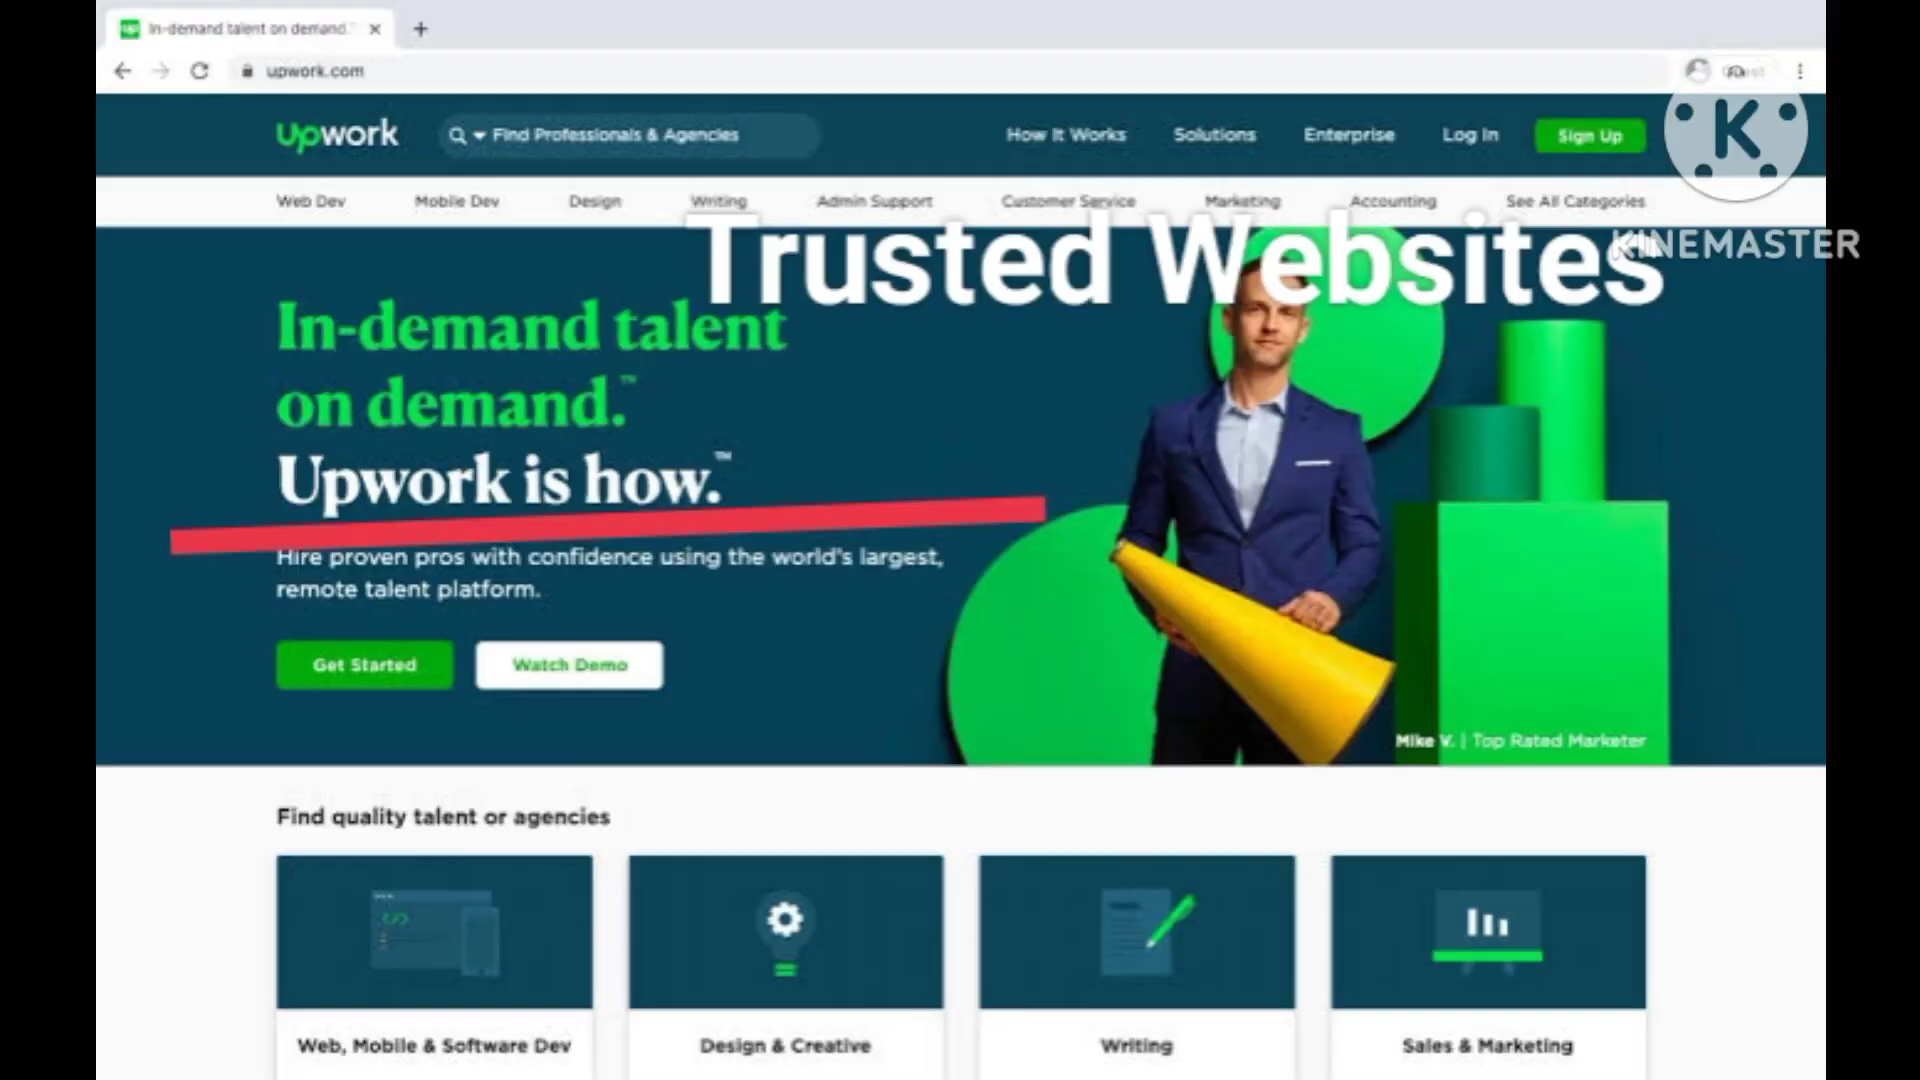 In-demand talent on demand.
upwork.com
Upwork
Find Professionals & Agencies
How It Works
Solutions
Enterprise
Log In
Sign Up
K
KINEMASTER
Web Dev
Mobile Dev
Design
Writing
Admin Support
Customer Service
Marketing
Accounting
See All Categories
Trusted Websites
In-demand talent
on demand.™
Upwork is how.™
Hire proven pros with confidence using the world's largest,
remote talent platform.
Get Started
Watch Demo
Mike V. | Top Rated Marketer
Find quality talent or agencies
Web, Mobile & Software Dev
Design & Creative
Writing
Sales & Marketing